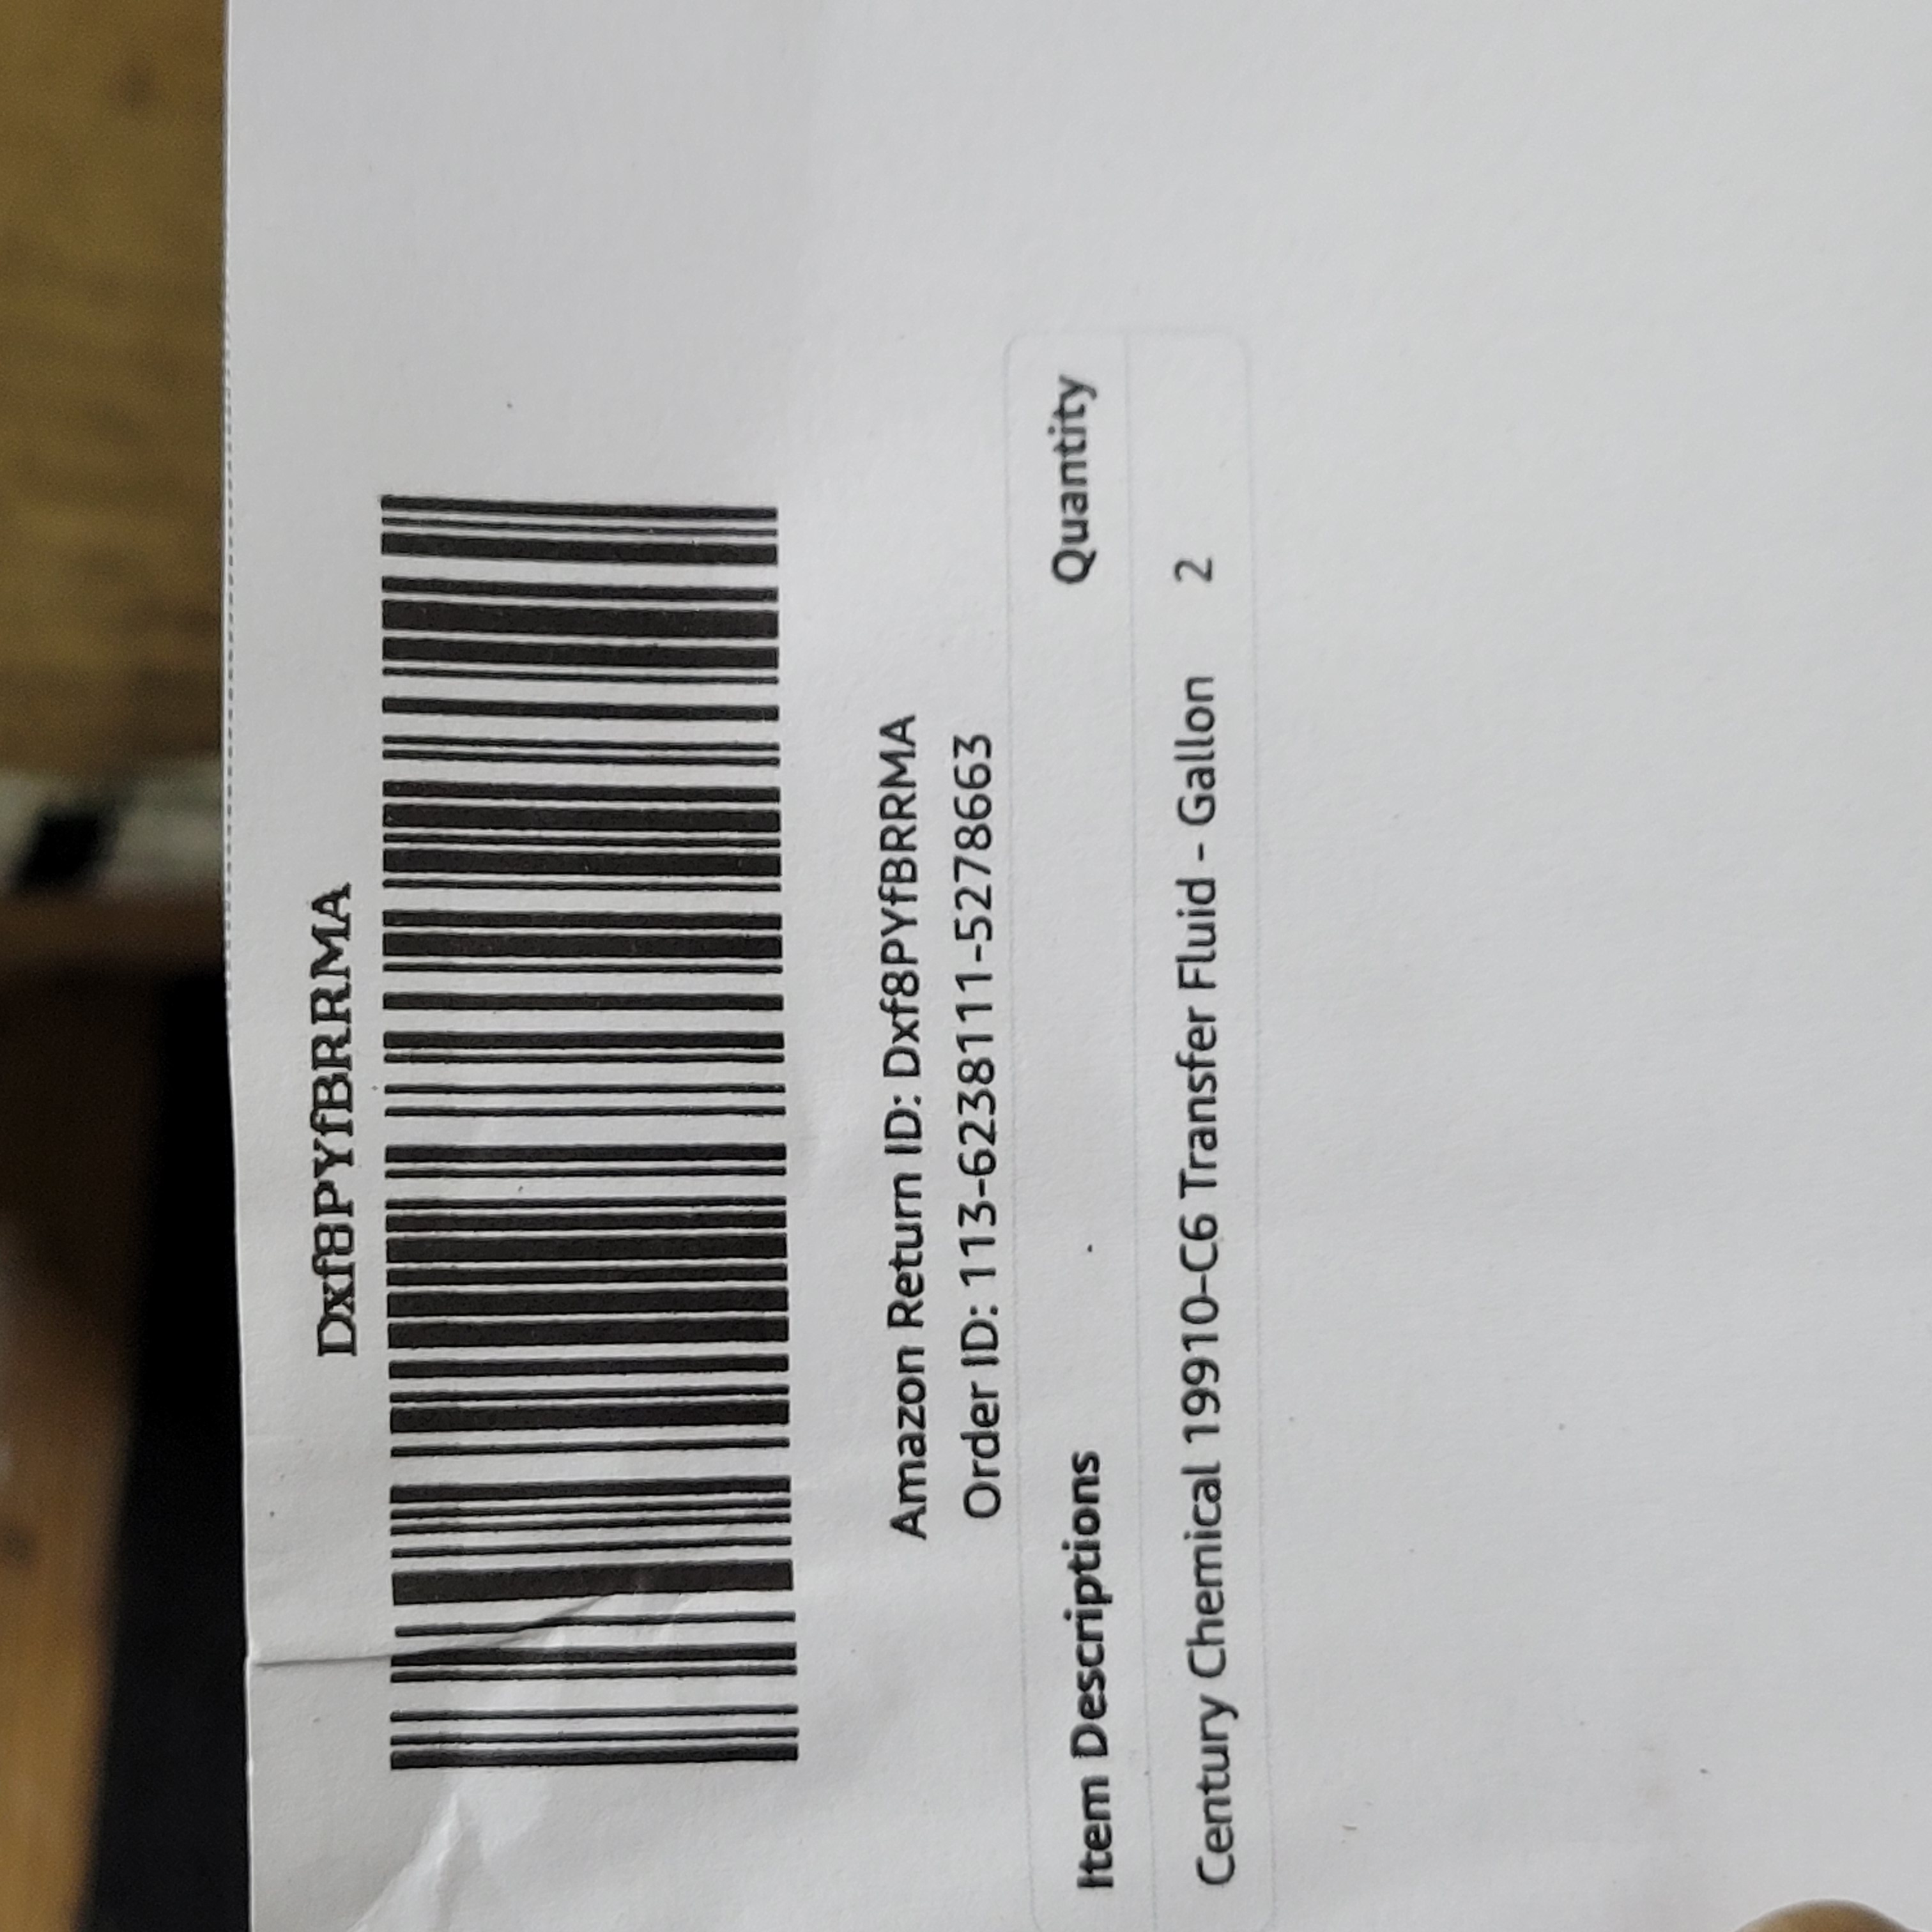 Dxf8PYfBRRMA
Amazon Return ID: Dxf8PYfBRRMA
Order ID: 113-6238111-5278663
Item Descriptions Quantity
Century Chemical 19910-C6 Transfer Fluid - Gallon 2